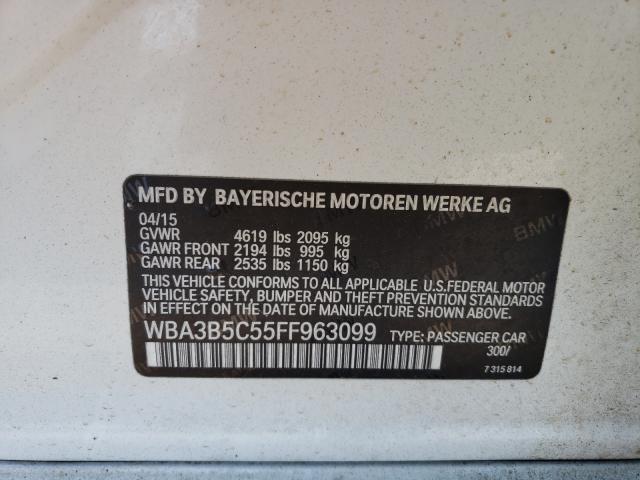 MFD BY BAYERISCHE MOTOREN WERKE AG
04/15
GVWR 4619 lbs 2095 kg
GAWR FRONT 2194 lbs 995 kg
GAWR REAR 2535 lbs 1150 kg
THIS VEHICLE CONFORMS TO ALL APPLICABLE U.S.FEDERAL MOTOR
VEHICLE SAFETY, BUMPER AND THEFT PREVENTION STANDARDS
IN EFFECT ON THE DATE OF MANUFACTURE SHOWN ABOVE.
WBA3B5C55FF963099 TYPE: PASSENGER CAR
300/
7 315 814
BMW
BMW